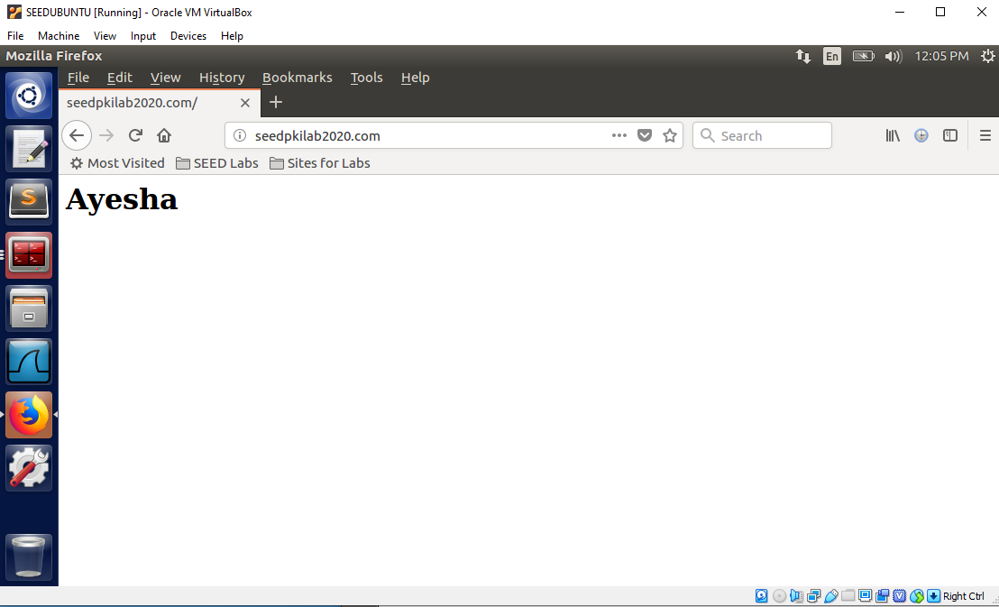 SEEDUBUNTU [Running] - Oracle VM VirtualBox
File Machine View Input Devices Help
Mozilla Firefox En 12:05 PM
File Edit View History Bookmarks Tools Help
seedpkilab2020.com/
seedpkilab2020.com Search
Most Visited SEED Labs Sites for Labs
Ayesha
Right Ctrl